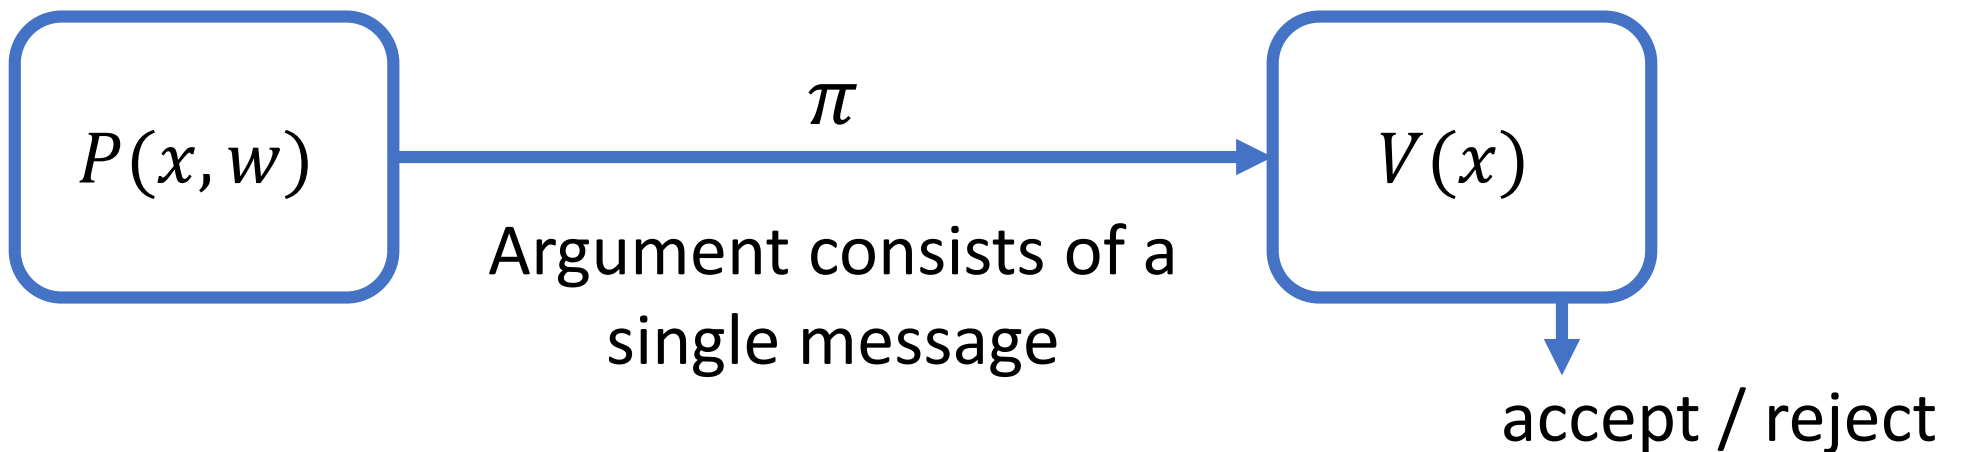 P(x, w)
π
V(x)
Argument consists of a
single message
accept / reject